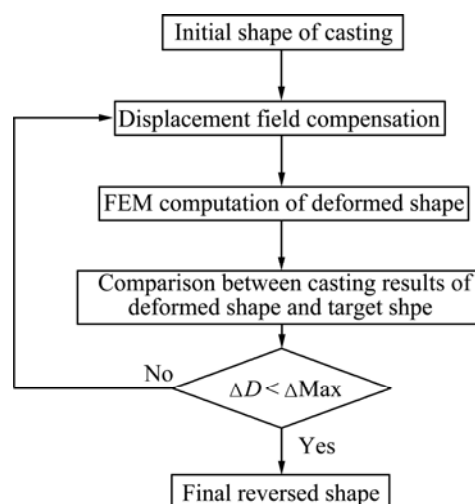 Initial shape of casting
Displacement field compensation
FEM computation of deformed shape
Comparison between casting results of
deformed shape and target shpe
No
ΔD < ΔMax
Yes
Final reversed shape